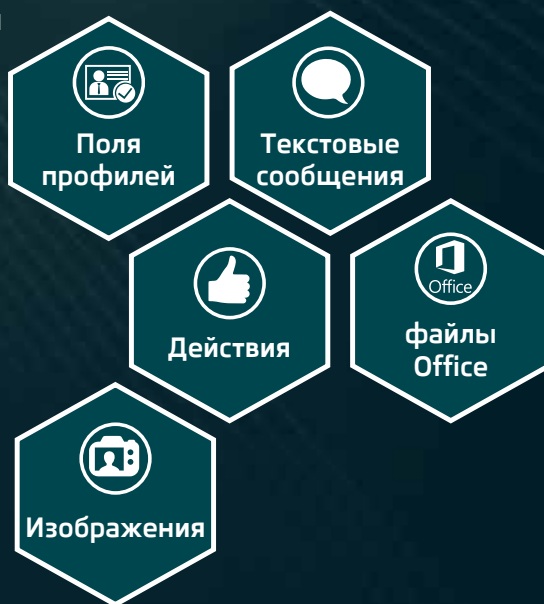 Поля
профилей
Текстовые
сообщения
Действия
Office
файлы
Office
Изображения